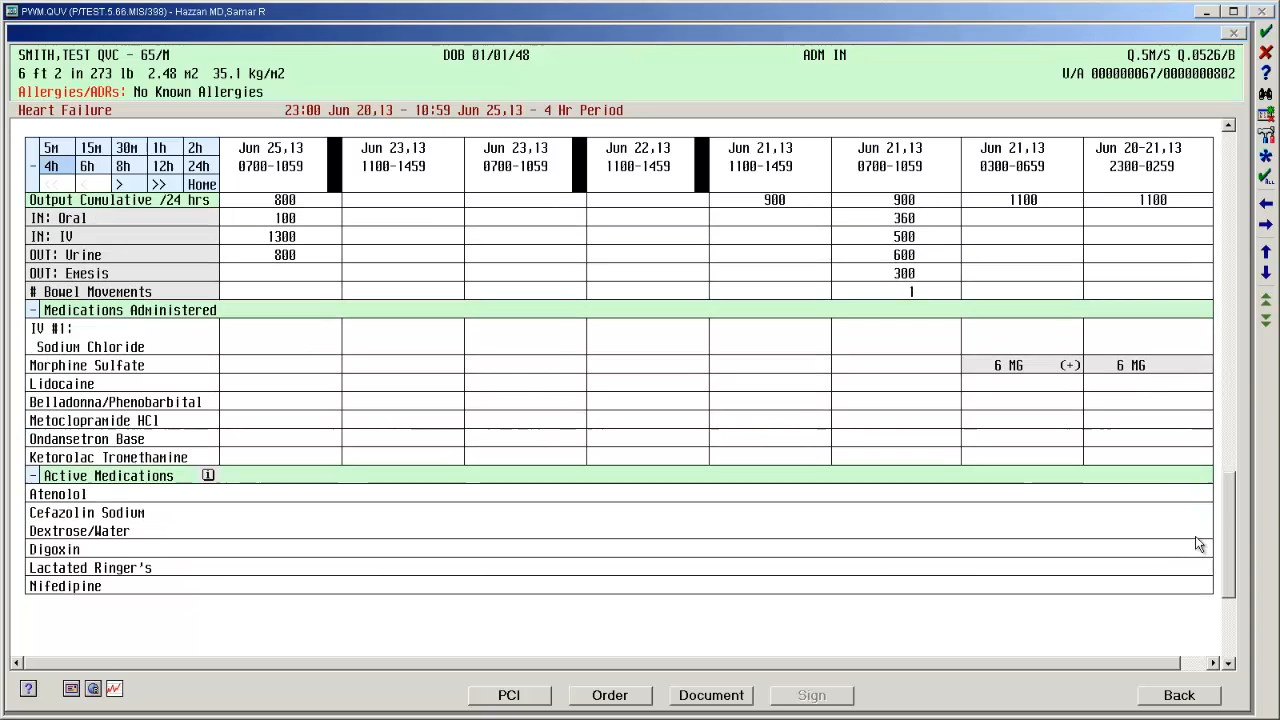 PWM.QUV (P/TEST.5.66.MIS/398) - Hazzan MD,Samar R
SMITH,TEST QVC - 65/M DOB 01/01/48 ADM IN Q.5M/S Q.0526/B
6 ft 2 in 273 lb 2.48 m2 35.1 kg/m2 U/A 000000067/0000000802
Allergies/ADRs: No Known Allergies
Heart Failure 23:00 Jun 20,13 - 10:59 Jun 25,13 - 4 Hr Period
5m 15m 30m 1h 2h Jun 25,13 Jun 23,13 Jun 23,13 Jun 22,13 Jun 21,13 Jun 21,13 Jun 21,13 Jun 20-21,13
- 4h 6h 8h 12h 24h 0700-1059 1100-1459 0700-1059 1100-1459 1100-1459 0700-1059 0300-0659 2300-0259
<< < > >> Home
Output Cumulative /24 hrs 800 900 900 1100 1100
IN: Oral 100 360
IN: IV 1300 500
OUT: Urine 800 600
OUT: Emesis 300
# Bowel Movements 1
- Medications Administered
IV #1:
Sodium Chloride
Morphine Sulfate 6 MG (+) 6 MG
Lidocaine
Belladonna/Phenobarbital
Metoclopramide HCl
Ondansetron Base
Ketorolac Tromethamine
- Active Medications i
Atenolol
Cefazolin Sodium
Dextrose/Water
Digoxin
Lactated Ringer's
Nifedipine
? PCI Order Document Sign Back